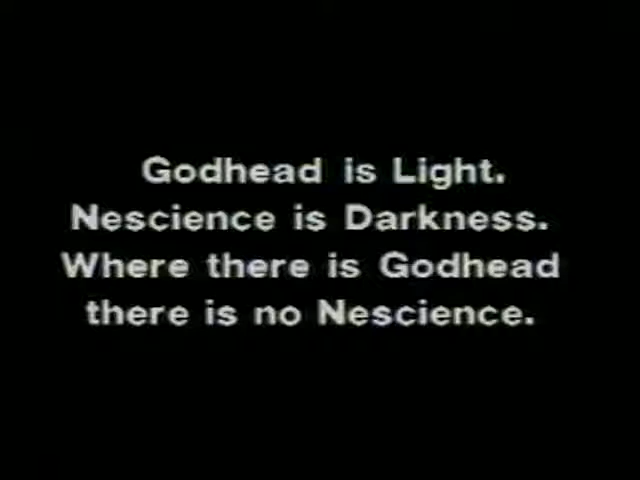 Godhead is Light.
Nescience is Darkness.
Where there is Godhead
there is no Nescience.